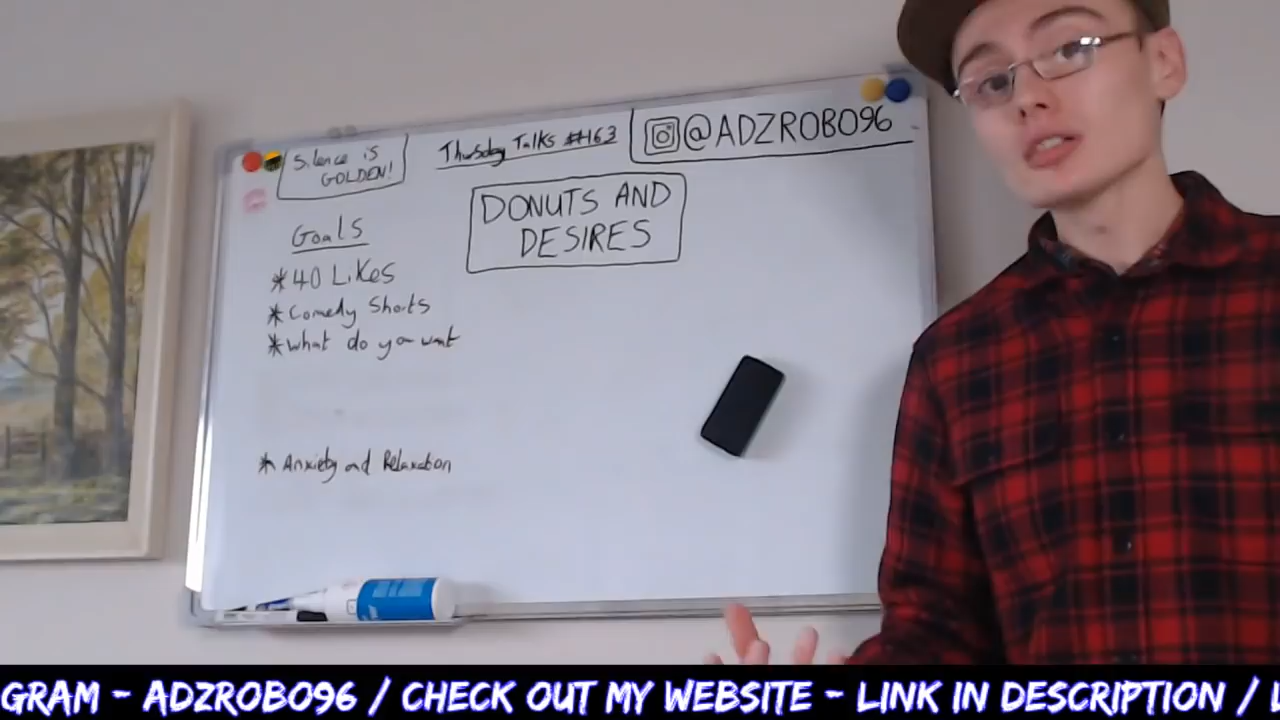 Silence is
GOLDEN!
Thursday Talks #163
@ADZROBO96
DONUTS AND
DESIRES
Goals
* 40 Likes
* Comedy Shorts
* What do you want
* Anxiety and Relaxation
GRAM - ADZROBO96 / CHECK OUT MY WEBSITE - LINK IN DESCRIPTION /